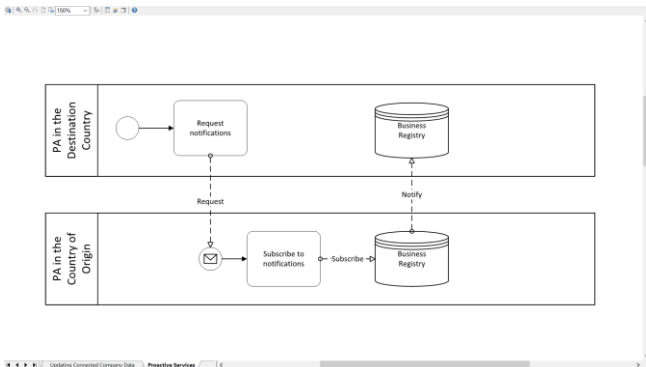 150%
PA in the
Destination
Country
Request
notifications
Business
Registry
Request
Notify
PA in the
Country of
Origin
Subscribe to
notifications
Subscribe
Business
Registry
Updating Connected Company Data
Proactive Services